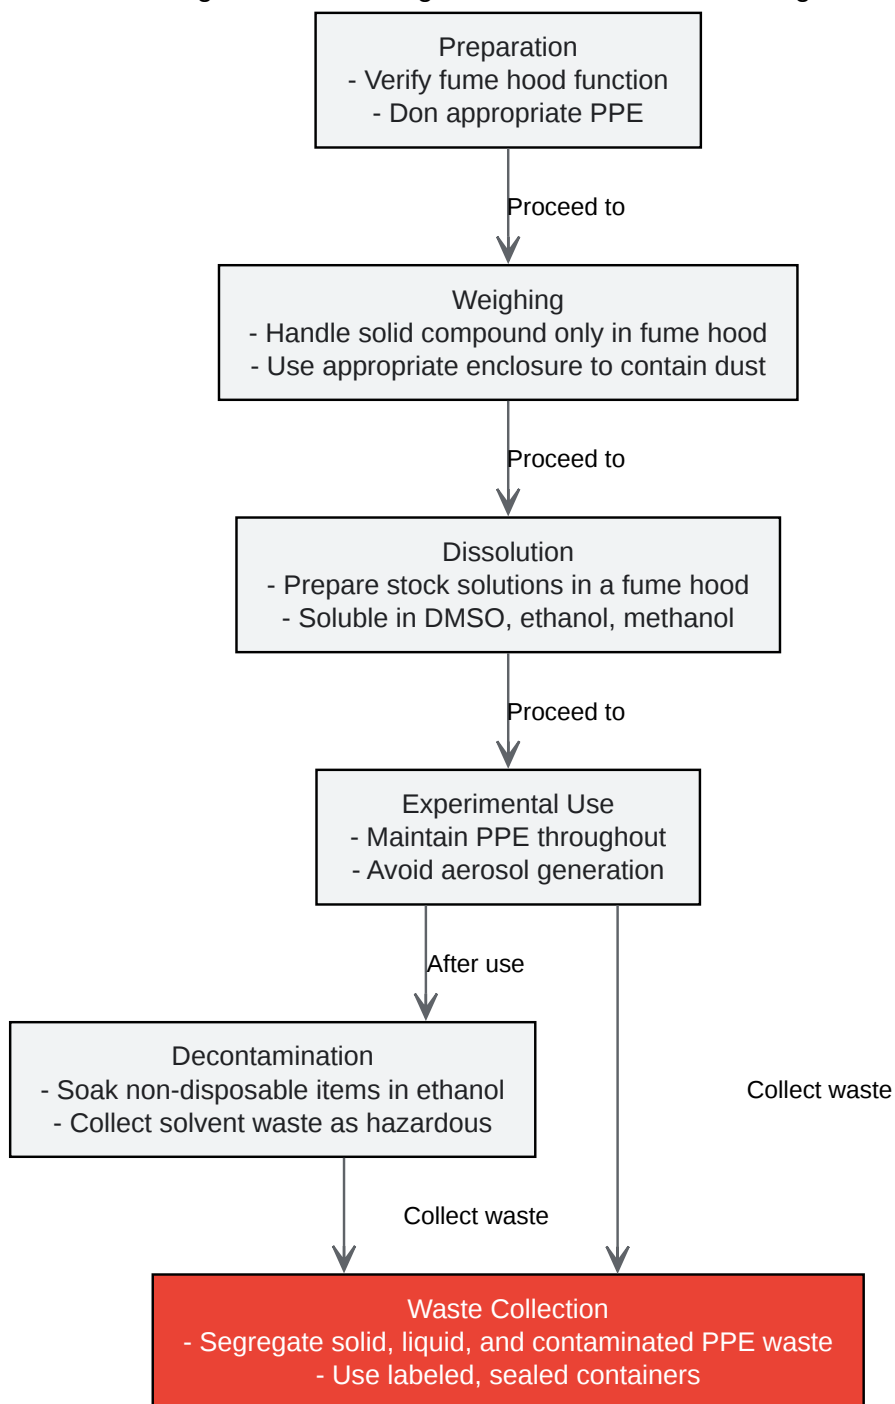 Preparation
- Verify fume hood function
- Don appropriate PPE
Proceed to
Weighing
- Handle solid compound only in fume hood
- Use appropriate enclosure to contain dust
Proceed to
Dissolution
- Prepare stock solutions in a fume hood
- Soluble in DMSO, ethanol, methanol
Proceed to
Experimental Use
- Maintain PPE throughout
- Avoid aerosol generation
After use
Decontamination
- Soak non-disposable items in ethanol
- Collect solvent waste as hazardous
Collect waste
Collect waste
Waste Collection
- Segregate solid, liquid, and contaminated PPE waste
- Use labeled, sealed containers